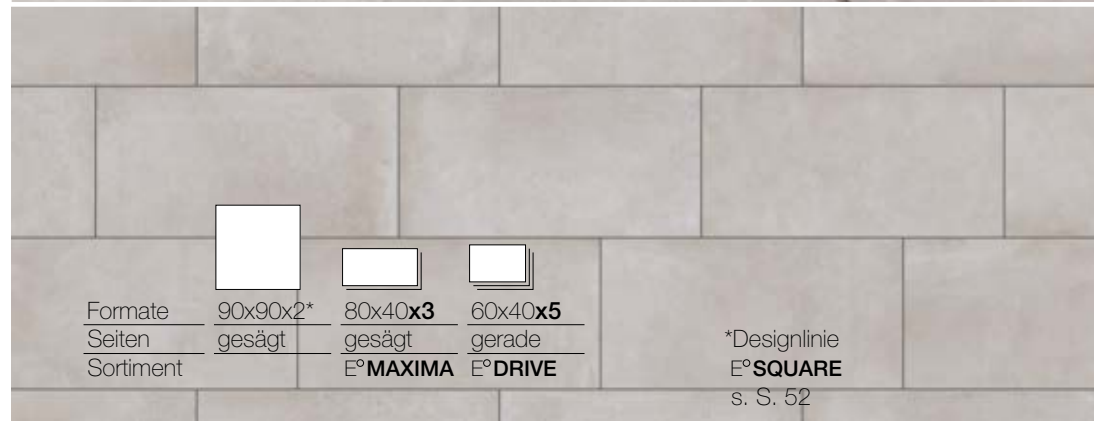 Formate 90x90x2* 80x40x3 60x40x5
Seiten gesägt gesägt gerade
Sortiment E°MAXIMA E°DRIVE
*Designlinie
E°SQUARE
s. S. 52